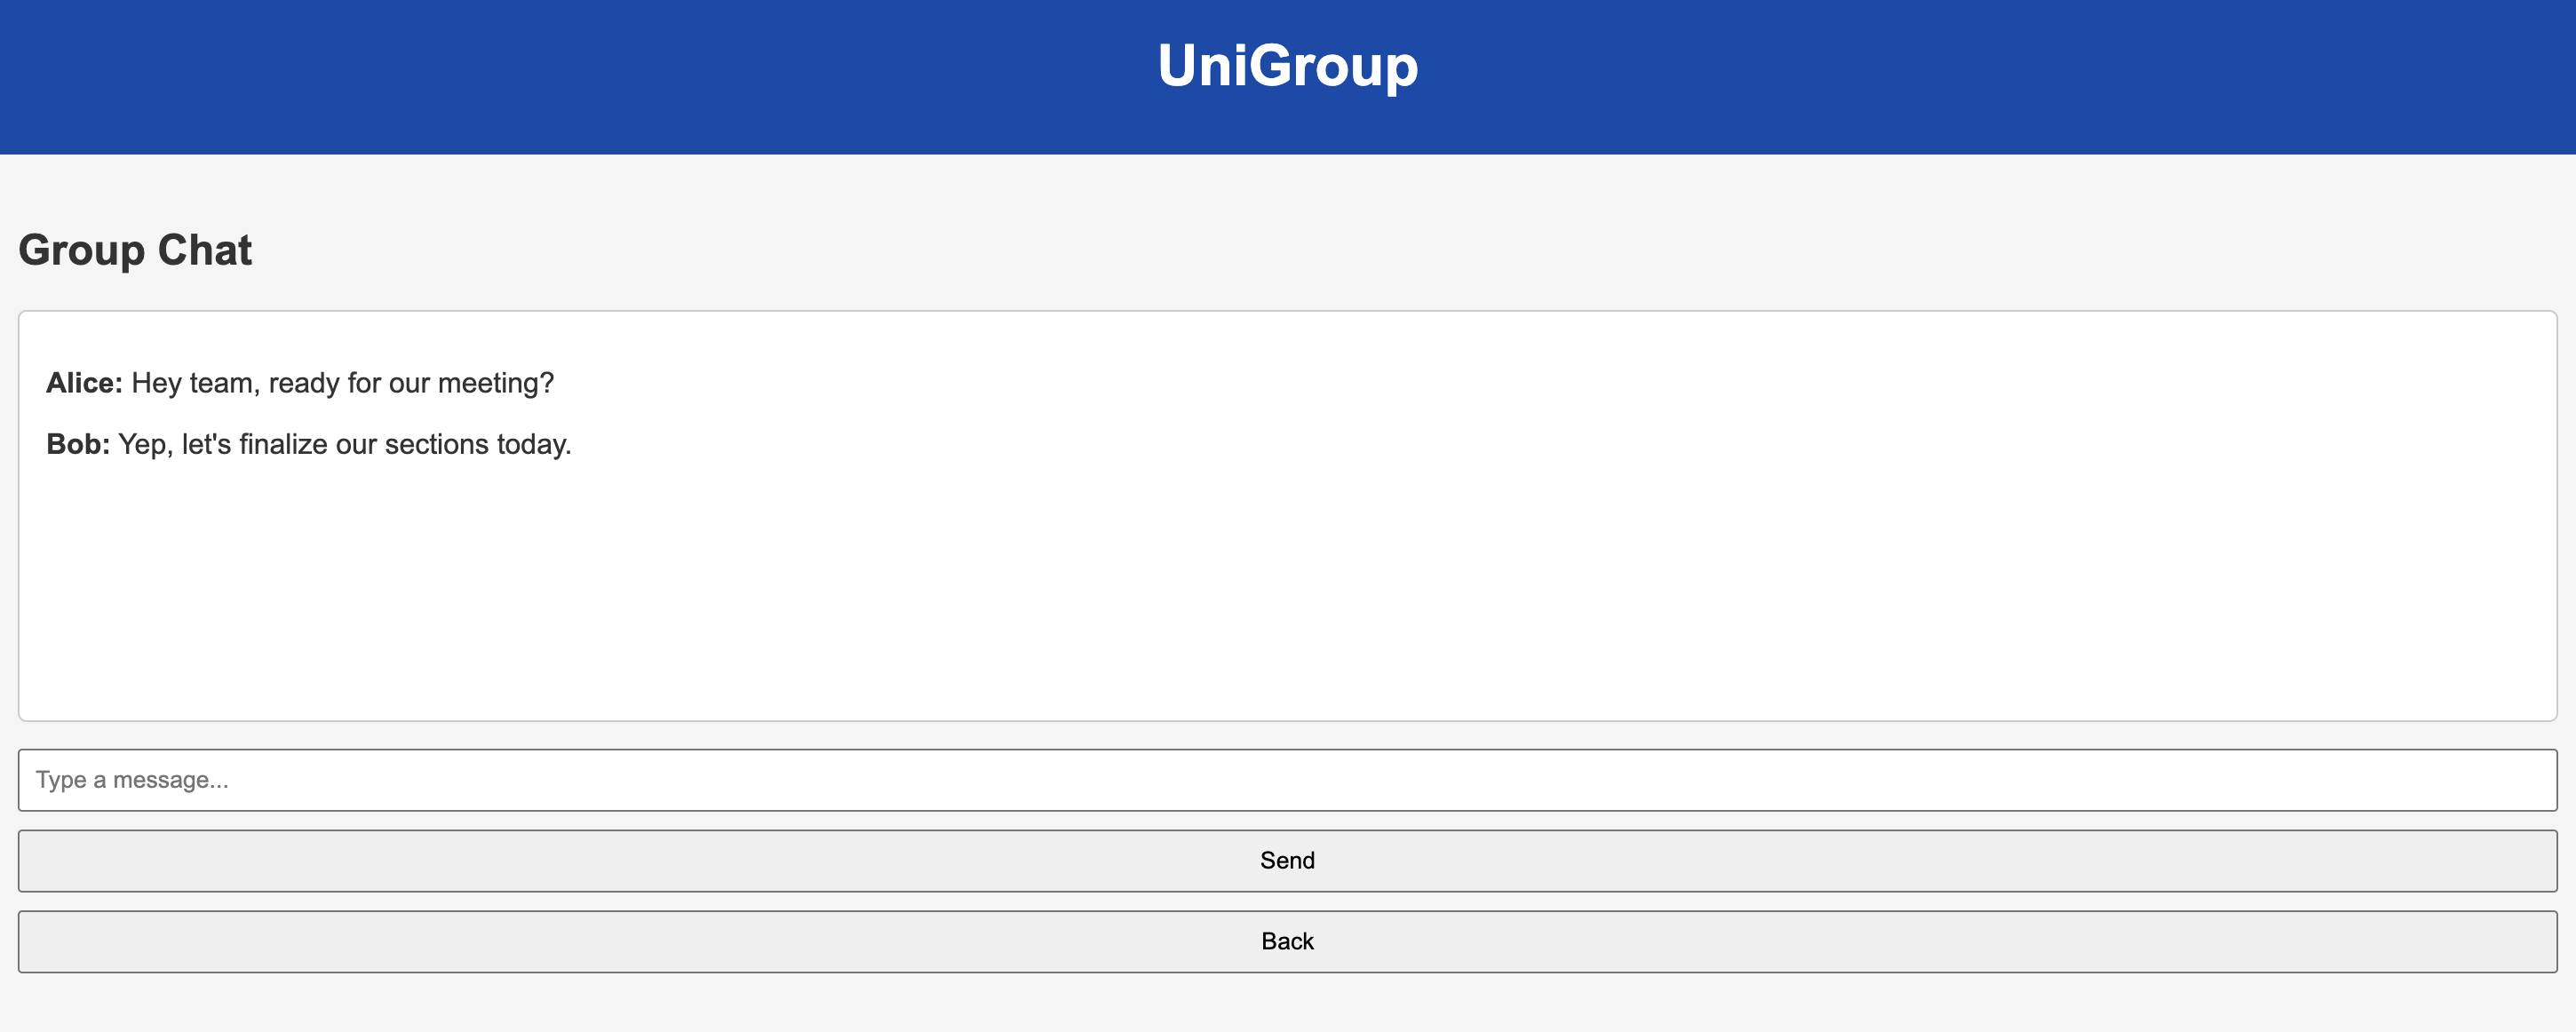 UniGroup
Group Chat
Alice: Hey team, ready for our meeting?
Bob: Yep, let's finalize our sections today.
Type a message...
Send
Back